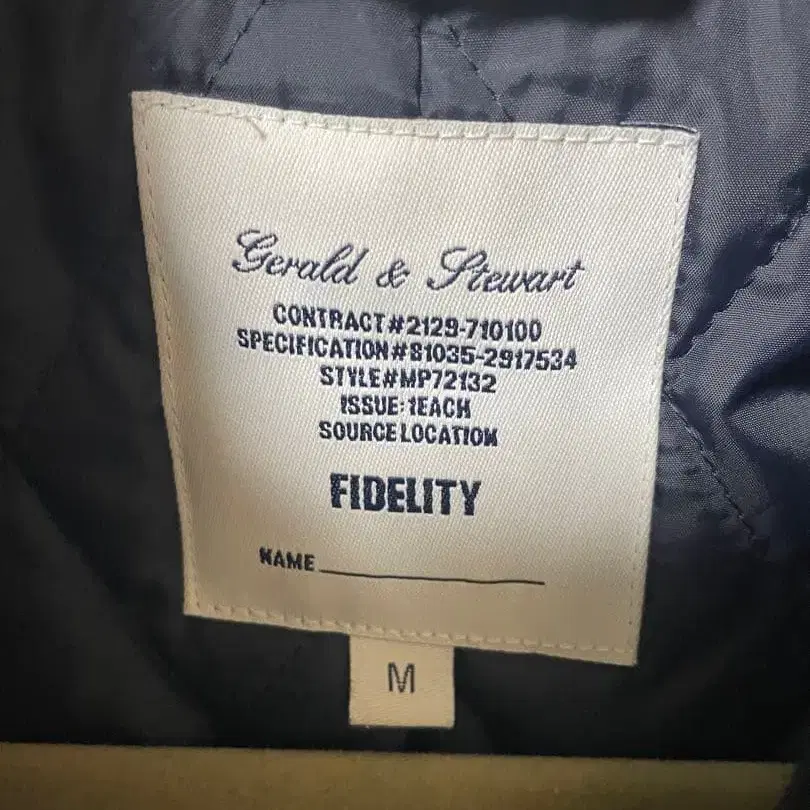 Gerald & Stewart
CONTRACT#2129-710100
SPECIFICATION#81035-2917534
STYLE#MP72132
ISSUE:1EACH
SOURCE LOCATION
FIDELITY
NAME
M